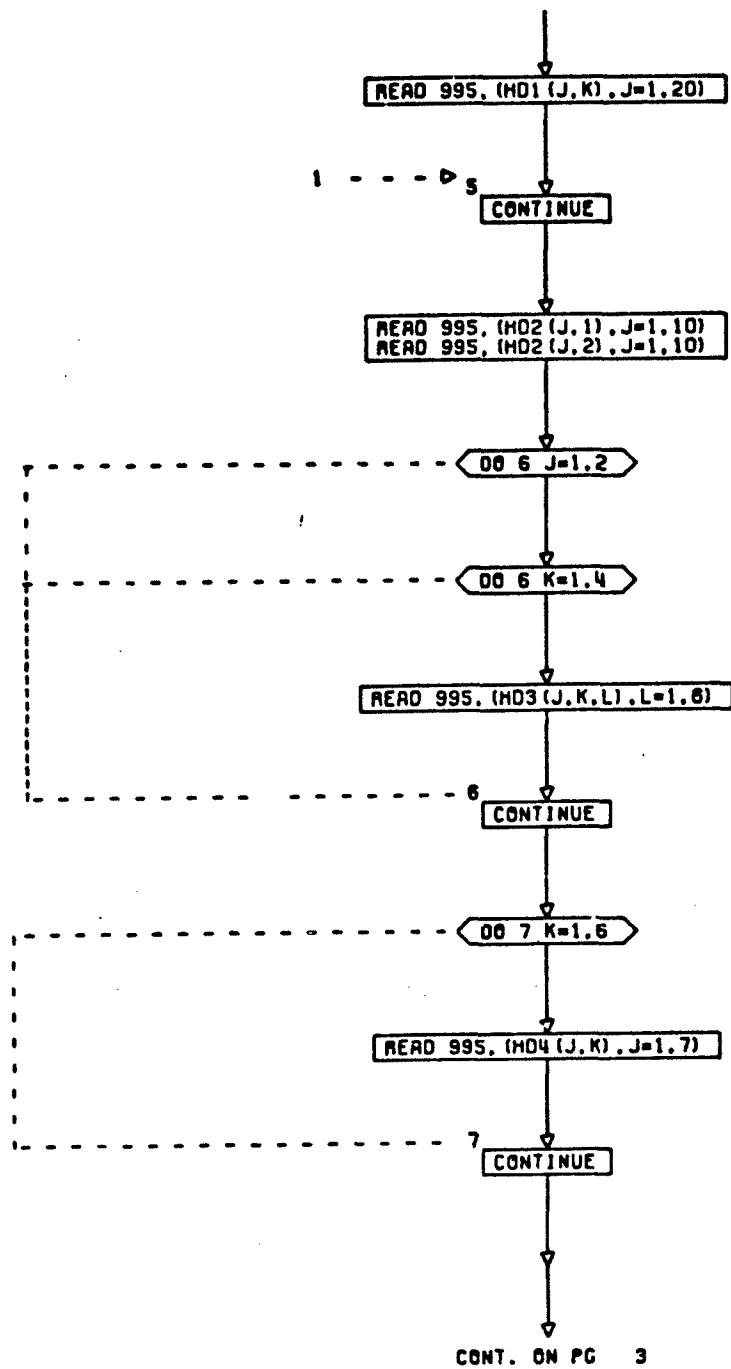 READ 995, (HD1(J,K),J=1,20)
1
5
CONTINUE
READ 995, (HD2(J,1),J=1,10)
READ 995, (HD2(J,2),J=1,10)
DO 6 J=1,2
DO 6 K=1,4
READ 995, (HD3(J,K,L),L=1,6)
6
CONTINUE
DO 7 K=1,6
READ 995, (HD4(J,K),J=1,7)
7
CONTINUE
CONT. ON PG 3